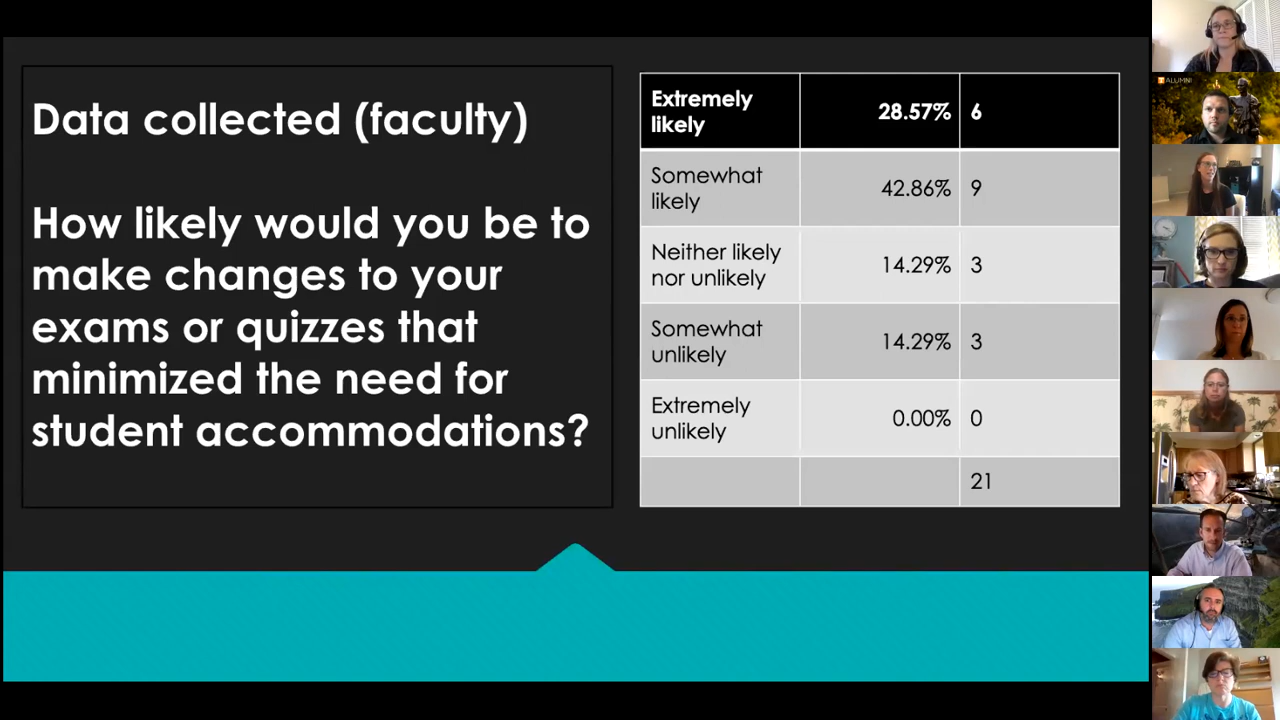 Data collected (faculty)
How likely would you be to
make changes to your
exams or quizzes that
minimized the need for
student accommodations?
Extremely
likely
28.57%
6
Somewhat
likely
42.86%
9
Neither likely
nor unlikely
14.29%
3
Somewhat
unlikely
14.29%
3
Extremely
unlikely
0.00%
0
21
ALUMNI